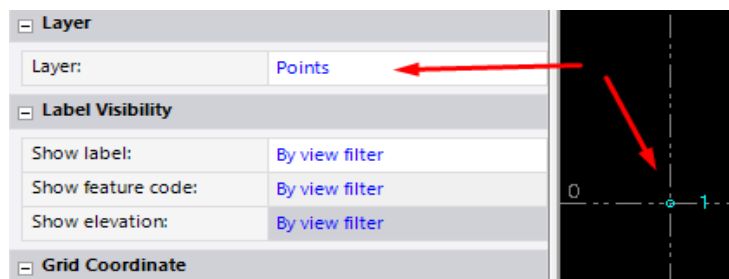 Layer
Layer: Points
Label Visibility
Show label: By view filter
Show feature code: By view filter
Show elevation: By view filter
Grid Coordinate
0
1